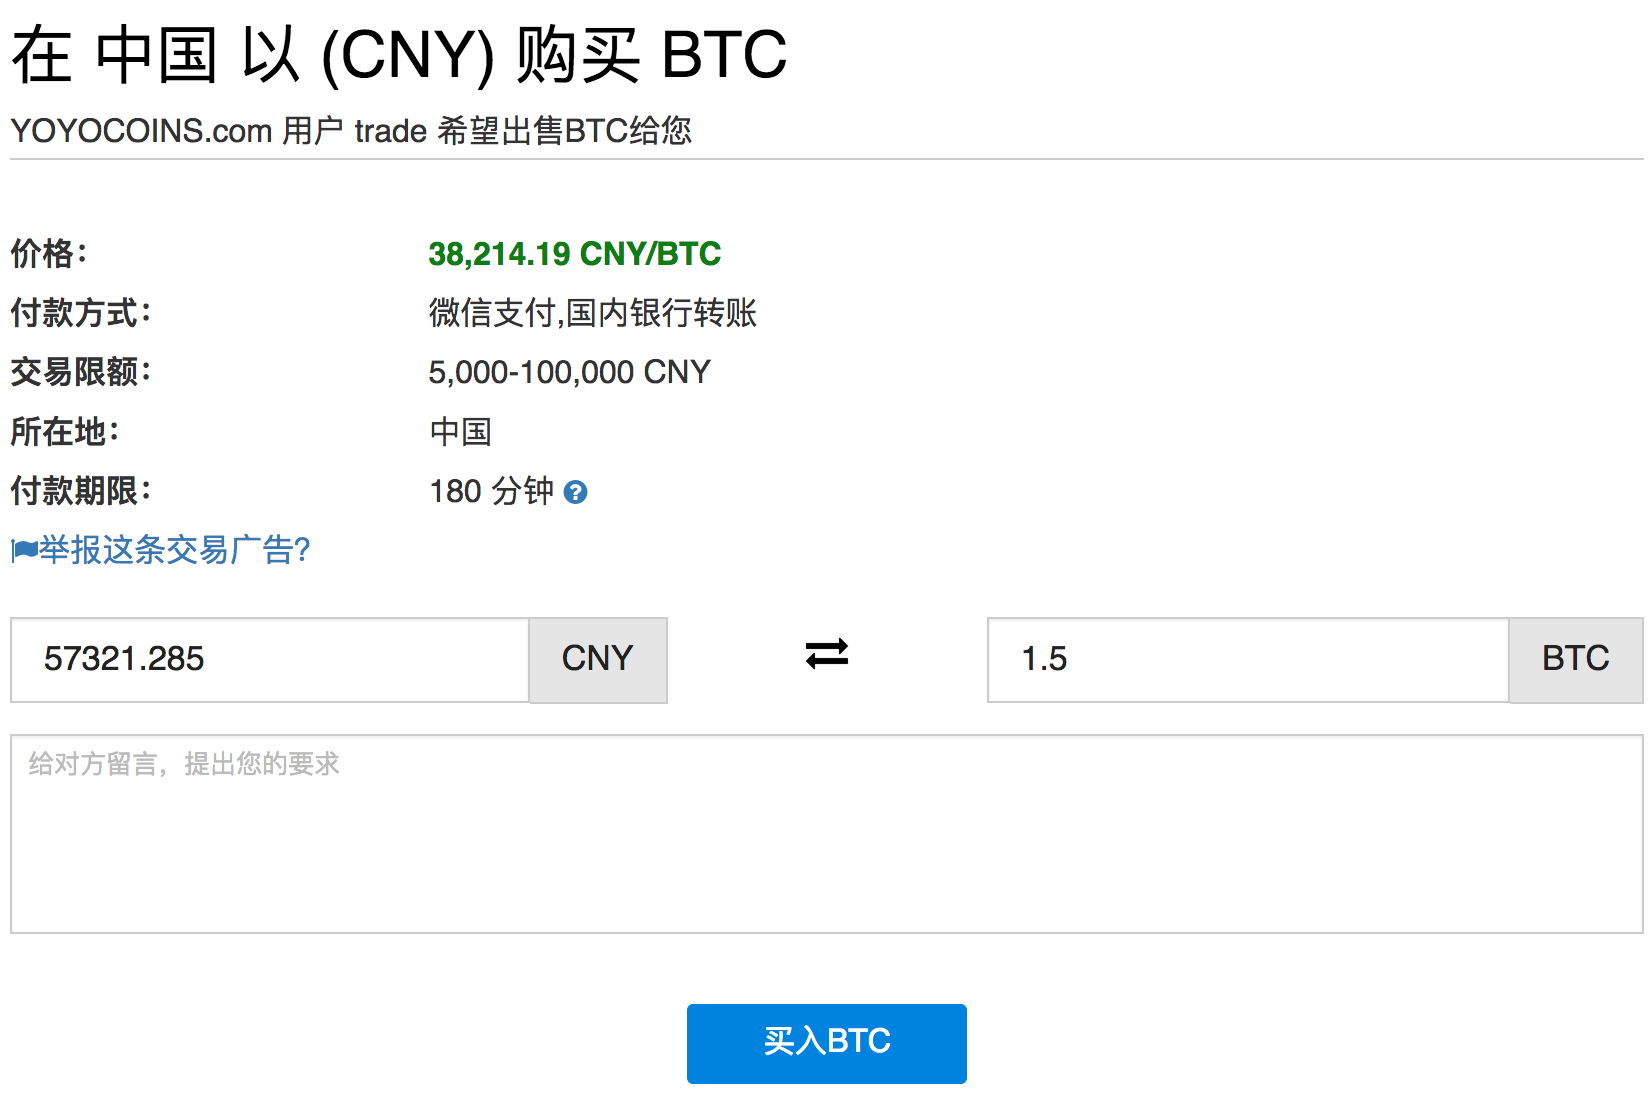 在 中国 以 (CNY) 购买 BTC
YOYOCOINS.com 用户 trade 希望出售BTC给您
价格： 38,214.19 CNY/BTC
付款方式： 微信支付,国内银行转账
交易限额： 5,000-100,000 CNY
所在地： 中国
付款期限： 180 分钟
举报这条交易广告?
57321.285 CNY 1.5 BTC
给对方留言，提出您的要求
买入BTC